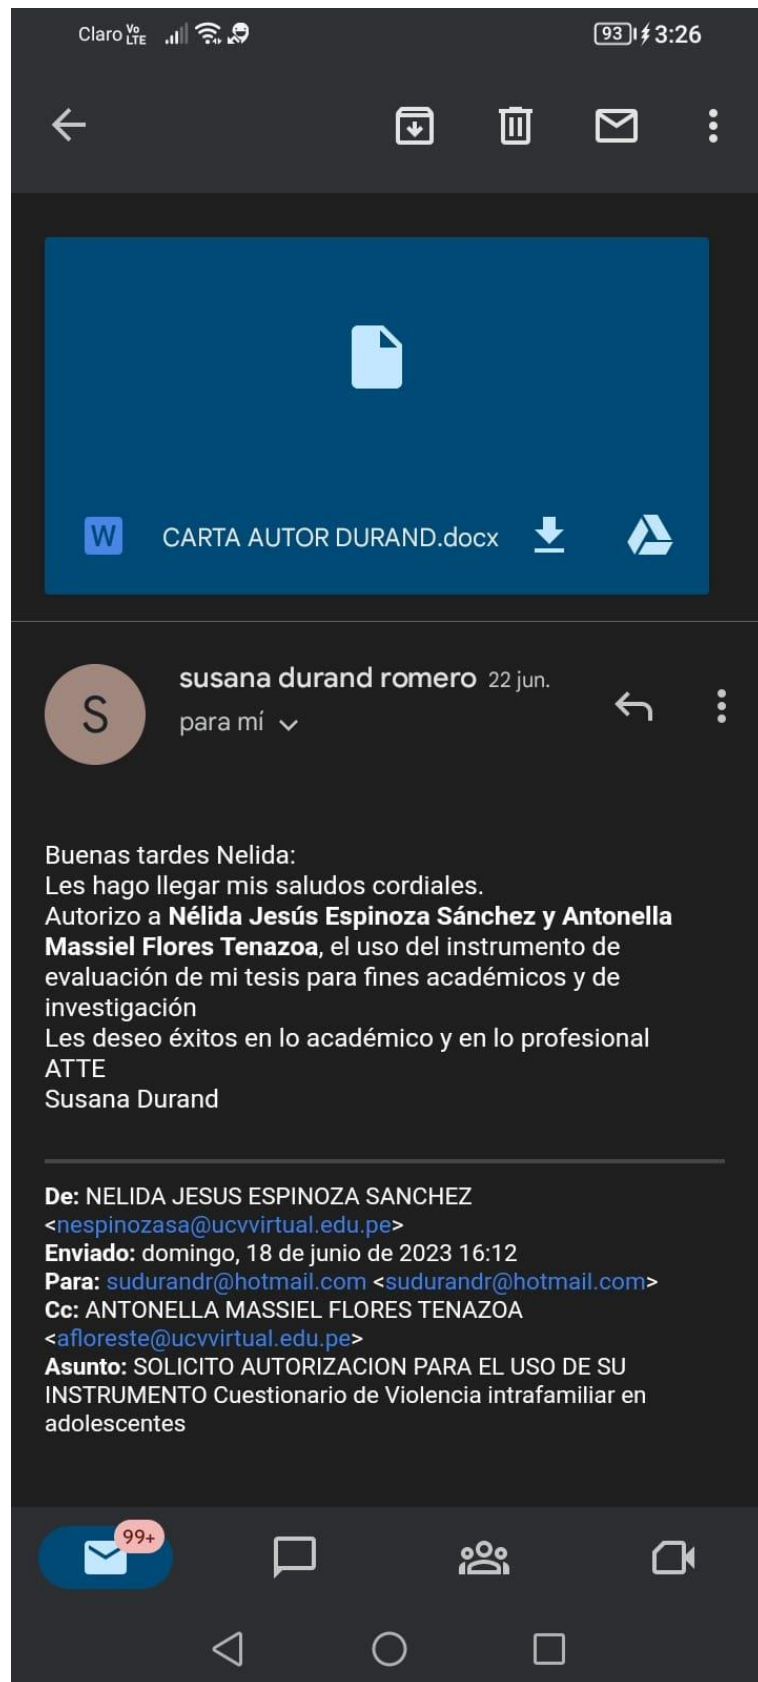 Claro Vo LTE 93 3:26
W CARTA AUTOR DURAND.docx
S
susana durand romero 22 jun.
para mí
Buenas tardes Nelida:
Les hago llegar mis saludos cordiales.
Autorizo a Nélida Jesús Espinoza Sánchez y Antonella
Massiel Flores Tenazoa, el uso del instrumento de
evaluación de mi tesis para fines académicos y de
investigación
Les deseo éxitos en lo académico y en lo profesional
ATTE
Susana Durand
De: NELIDA JESUS ESPINOZA SANCHEZ
<nespinozasa@ucvvirtual.edu.pe>
Enviado: domingo, 18 de junio de 2023 16:12
Para: sudurandr@hotmail.com <sudurandr@hotmail.com>
Cc: ANTONELLA MASSIEL FLORES TENAZOA
<afloreste@ucvvirtual.edu.pe>
Asunto: SOLICITO AUTORIZACION PARA EL USO DE SU
INSTRUMENTO Cuestionario de Violencia intrafamiliar en
adolescentes
99+